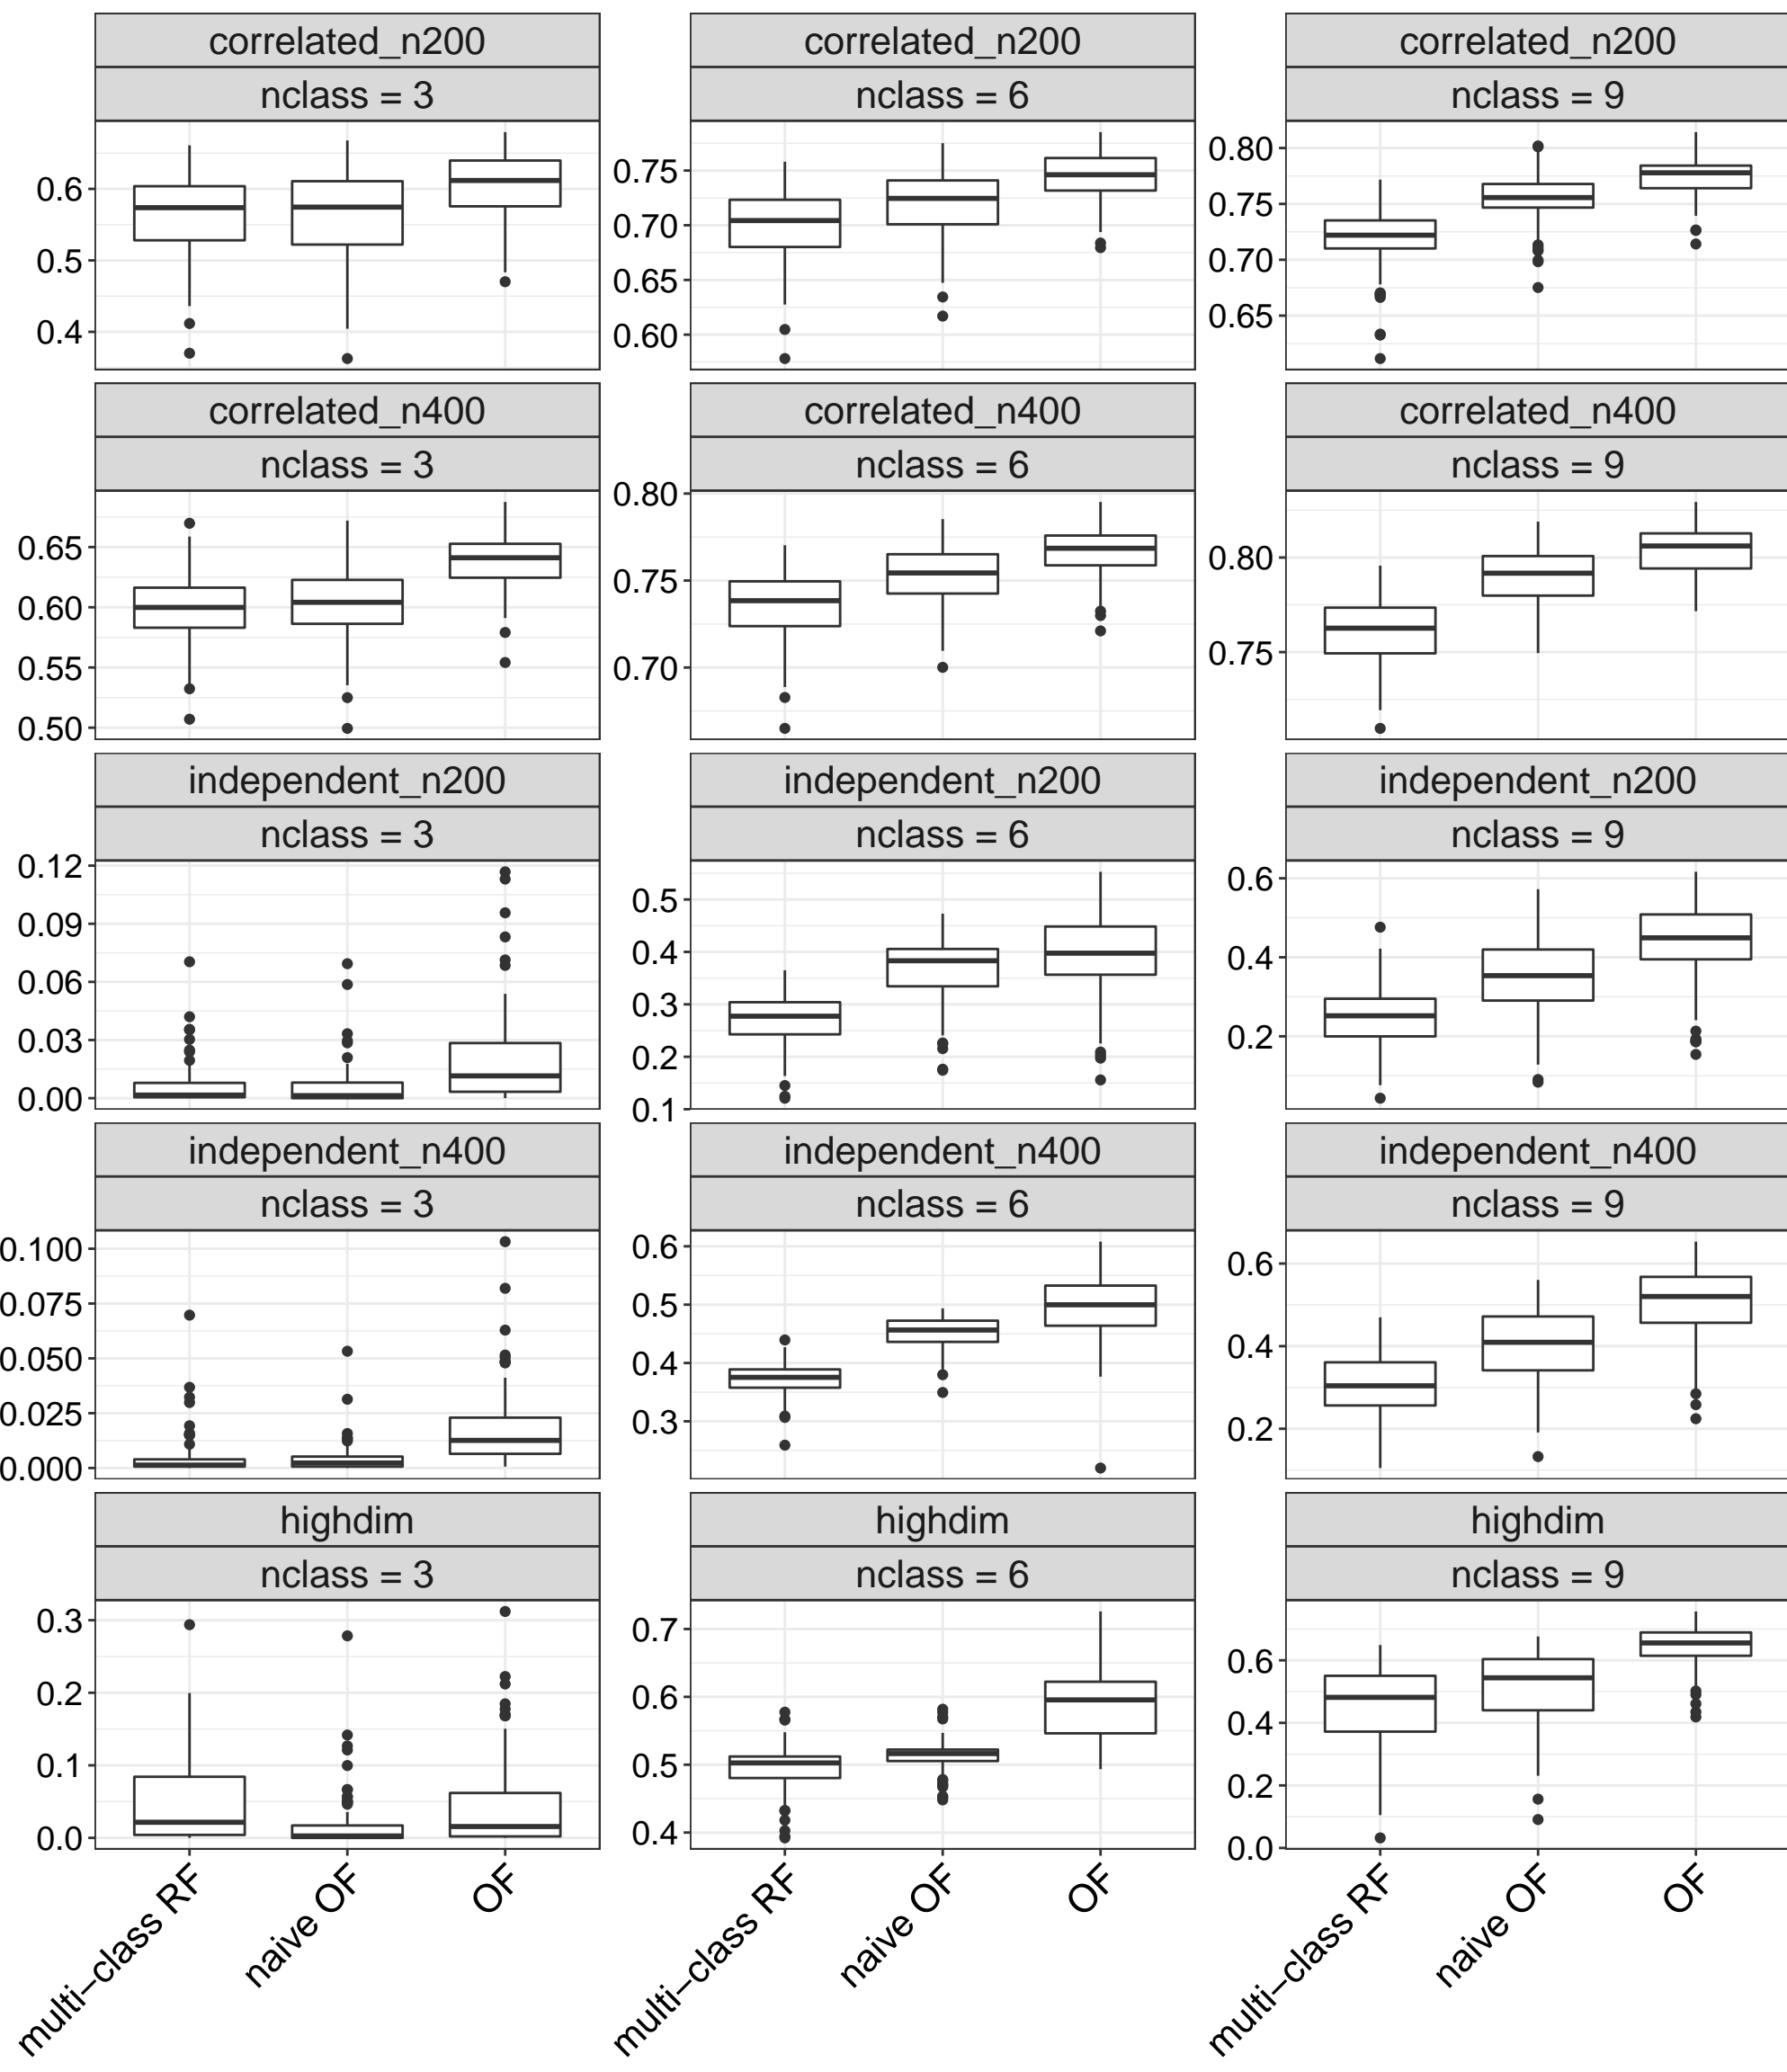 correlated_n200 correlated_n200 correlated_n200
nclass = 3 nclass = 6 nclass = 9
0.6 0.5 0.4
0.75 0.70 0.65 0.60
0.80 0.75 0.70 0.65
correlated_n400 correlated_n400 correlated_n400
nclass = 3 nclass = 6 nclass = 9
0.65 0.60 0.55 0.50
0.80 0.75 0.70
0.80 0.75
independent_n200 independent_n200 independent_n200
nclass = 3 nclass = 6 nclass = 9
0.12 0.09 0.06 0.03 0.00
0.5 0.4 0.3 0.2 0.1
0.6 0.4 0.2
independent_n400 independent_n400 independent_n400
nclass = 3 nclass = 6 nclass = 9
0.100 0.075 0.050 0.025 0.000
0.6 0.5 0.4 0.3
0.6 0.4 0.2
highdim highdim highdim
nclass = 3 nclass = 6 nclass = 9
0.3 0.2 0.1 0.0
0.7 0.6 0.5 0.4
0.6 0.4 0.2 0.0
multi−class RF naive OF OF multi−class RF naive OF OF multi−class RF naive OF OF